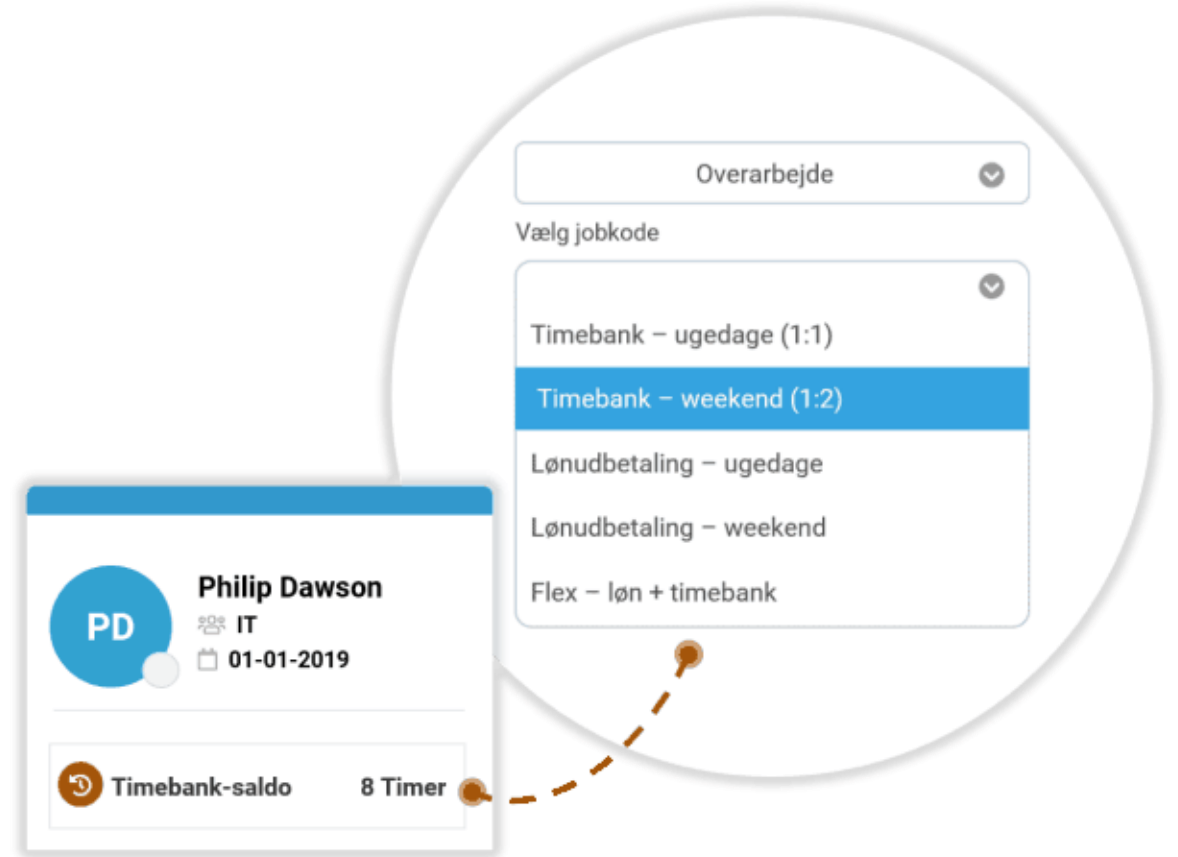 Overarbejde
Vælg jobkode
Timebank – ugedage (1:1)
Timebank – weekend (1:2)
Lønudbetaling – ugedage
Lønudbetaling – weekend
Flex – løn + timebank
PD
Philip Dawson
IT
01-01-2019
Timebank-saldo 8 Timer